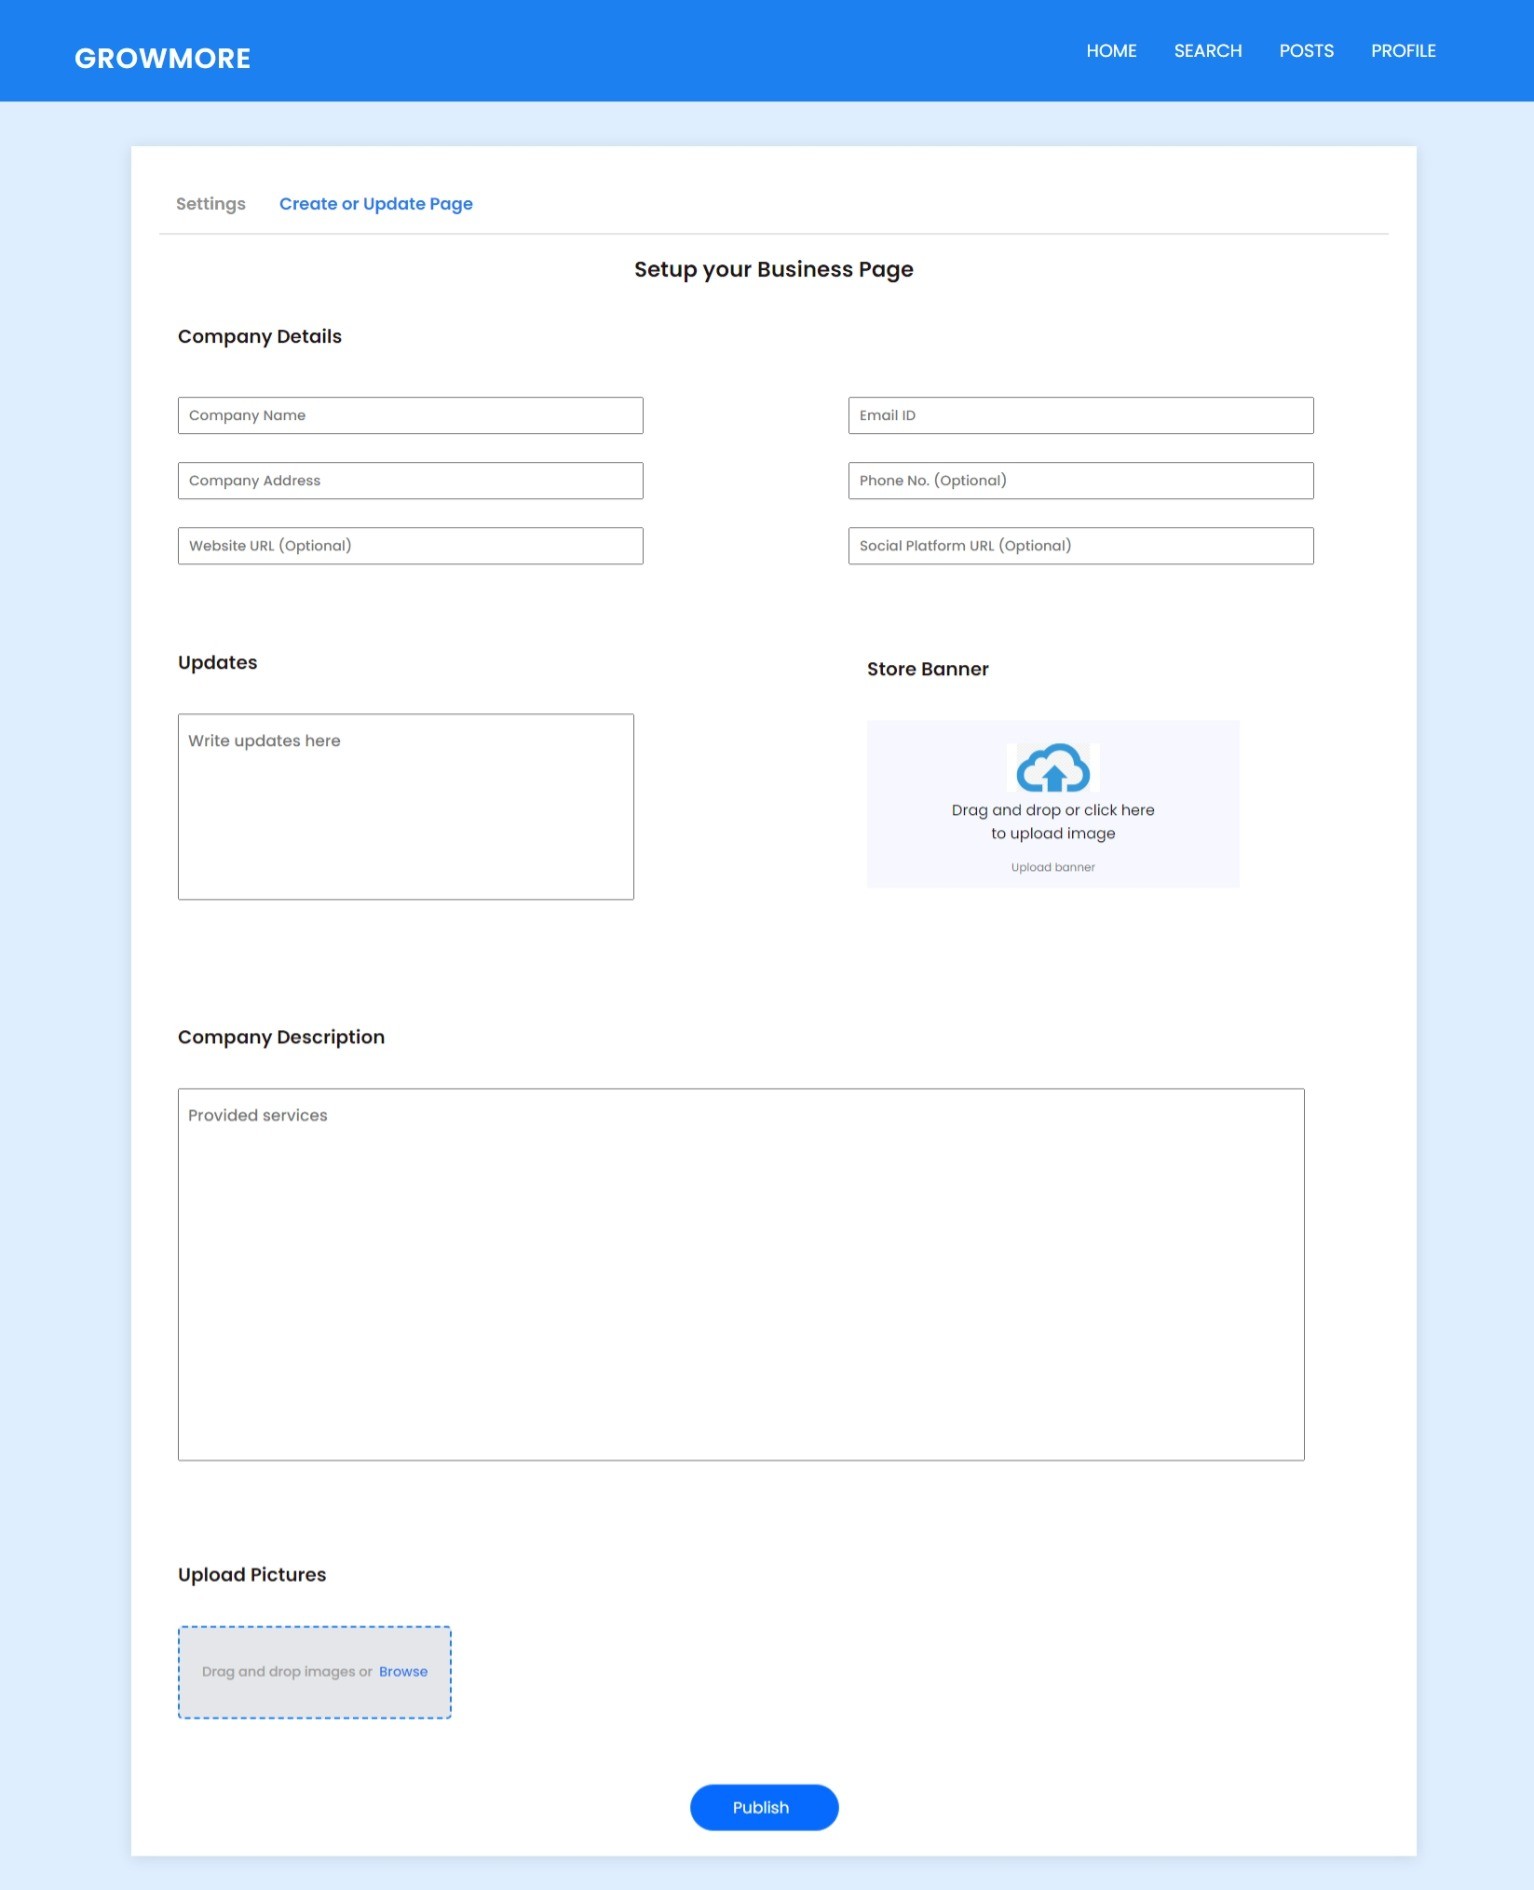 GROWMORE
HOME SEARCH POSTS PROFILE
Settings Create or Update Page
Setup your Business Page
Company Details
Company Name
Email ID
Company Address
Phone No. (Optional)
Website URL (Optional)
Social Platform URL (Optional)
Updates
Write updates here
Store Banner
Drag and drop or click here
to upload image
Upload banner
Company Description
Provided services
Upload Pictures
Drag and drop images or Browse
Publish